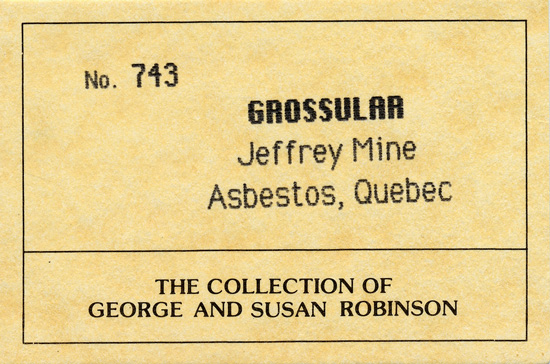 No. 743
GROSSULAR
Jeffrey Mine
Asbestos, Quebec
THE COLLECTION OF
GEORGE AND SUSAN ROBINSON